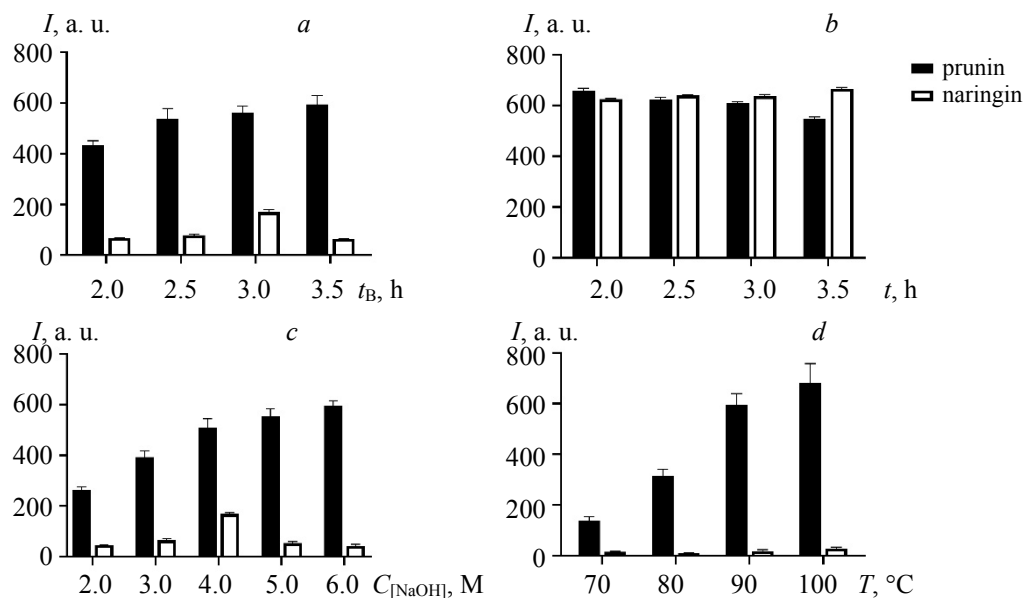 I, a. u. a
800
600
400
200
0
2.0 2.5 3.0 3.5 t_B, h
I, a. u. b
800
600
400
200
0
2.0 2.5 3.0 3.5 t, h
prunin
naringin
I, a. u. c
800
600
400
200
0
2.0 3.0 4.0 5.0 6.0 C_[NaOH], M
I, a. u. d
800
600
400
200
0
70 80 90 100 T, °C